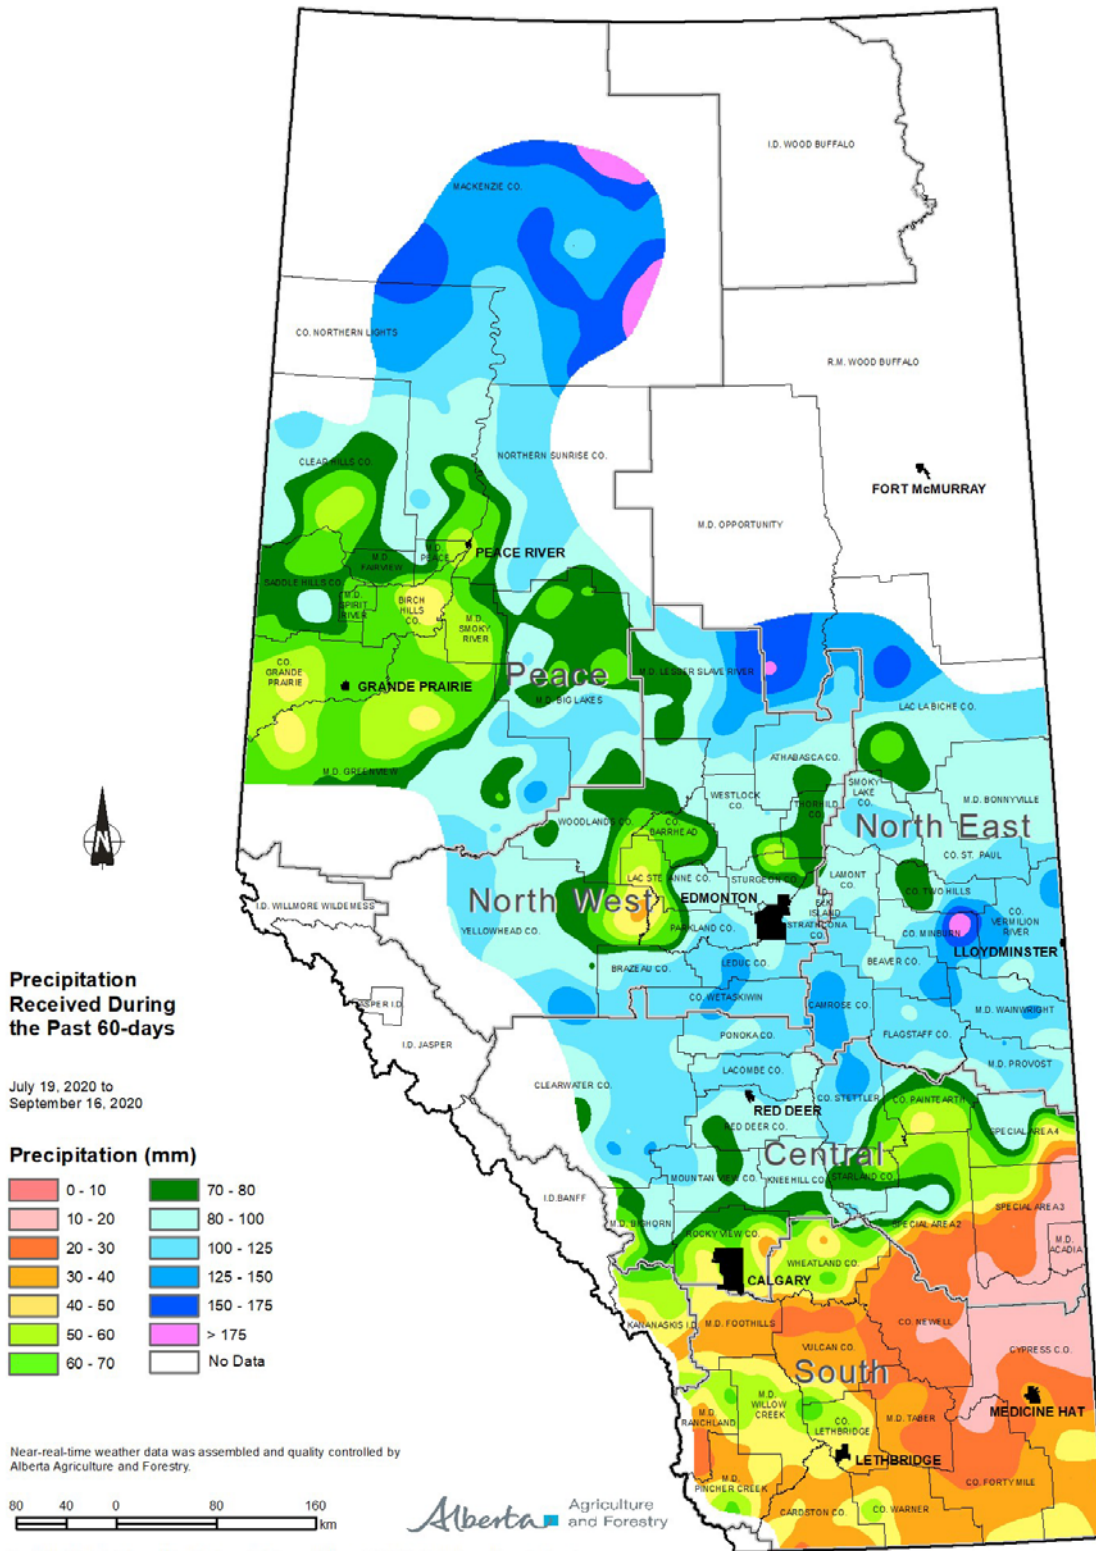 I.D. WOOD BUFFALO
MACKENZIE CO.
CO. NORTHERN LIGHTS
R.M. WOOD BUFFALO
CLEAR HILLS CO.
NORTHERN SUNRISE CO.
FORT McMURRAY
M.D. OPPORTUNITY
M.D.
PEACE
PEACE RIVER
M.D.
FAIRVIEW
SADDLE HILLS CO.
M.D.
SPIRIT
RIVER
BIRCH
HILLS
CO.
M.D.
SMOKY
RIVER
CO.
GRANDE
PRAIRIE
GRANDE PRAIRIE
Peace
M.D. LESSER SLAVE RIVER
M.D. BIG LAKES
LAC LA BICHE CO.
M.D. GREENVIEW
ATHABASCA CO.
WESTLOCK
CO.
THORHILD
CO.
SMOKY
LAKE
CO.
M.D. BONNYVILLE
N
WOODLANDS CO.
CO.
BARRHEAD
North East
CO. ST. PAUL
LAC STE ANNE CO.
STURGEON CO.
LAMONT
CO.
CO. TWO HILLS
North West
EDMONTON
ISLAND
STRATHCONA
CO.
I.D. WILLMORE WILDERNESS
YELLOWHEAD CO.
PARKLAND CO.
CO. MINBURN
CO.
VERMILION
RIVER
LLOYDMINSTER
BRAZEAU CO.
LEDUC CO.
BEAVER CO.
Precipitation
Received During
the Past 60-days
JASPER I.D.
CO. WETASKIWIN
CAMROSE CO.
M.D. WAINWRIGHT
I.D. JASPER
PONOKA CO.
FLAGSTAFF CO.
M.D. PROVOST
July 19, 2020 to
September 16, 2020
CLEARWATER CO.
LACOMBE CO.
RED DEER
CO. STETTLER
CO. PAINTEARTH
RED DEER CO.
SPECIAL AREA 4
Central
Precipitation (mm)
0 - 10
10 - 20
20 - 30
30 - 40
40 - 50
50 - 60
60 - 70
70 - 80
80 - 100
100 - 125
125 - 150
150 - 175
> 175
No Data
MOUNTAIN VIEW CO.
KNEEHILL CO.
STARLAND CO.
I.D. BANFF
M.D. BIGHORN
SPECIAL AREA 2
SPECIAL AREA 3
ROCKY VIEW CO.
M.D.
ACADIA
WHEATLAND CO.
CALGARY
KANANASKIS I.D.
M.D. FOOTHILLS
CO. NEWELL
VULCAN CO.
CYPRESS CO.
South
M.D.
WILLOW
CREEK
M.D.
RANCHLAND
CO.
LETHBRIDGE
M.D. TABER
MEDICINE HAT
LETHBRIDGE
M.D.
PINCHER CREEK
CO. FORTY MILE
CARDSTON CO.
CO. WARNER
Near-real-time weather data was assembled and quality controlled by
Alberta Agriculture and Forestry.
80 40 0 80 160
km
Alberta Agriculture
and Forestry